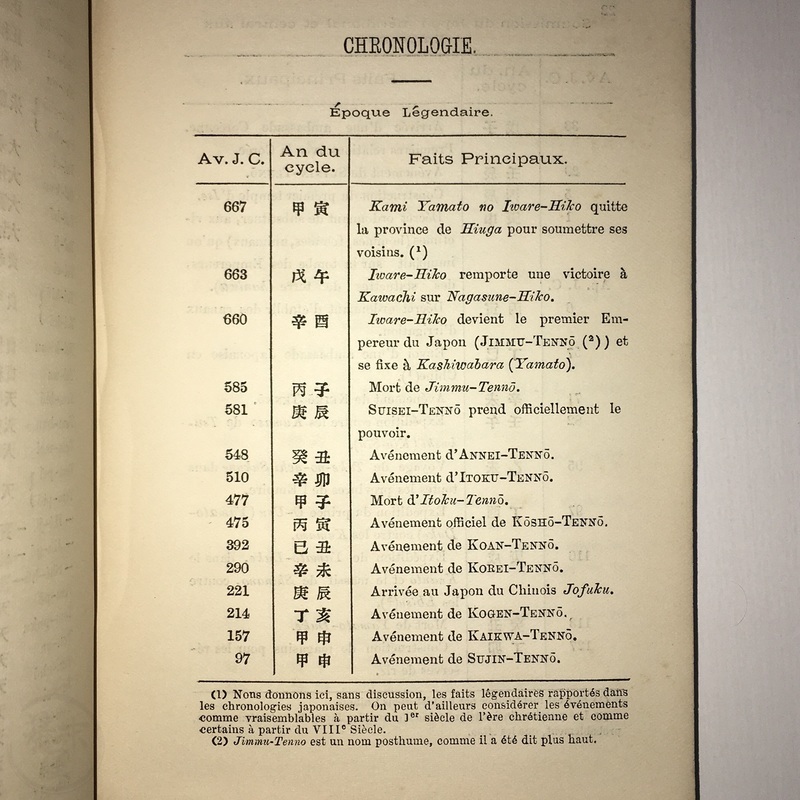 CHRONOLOGIE.
Époque Légendaire.
Av. J. C. An du cycle. Faits Principaux.
667 甲寅 Kami Yamato no Iware-Hiko quitte
la province de Hiuga pour soumettre ses
voisins. (¹)
663 戊午 Iware-Hiko remporte une victoire à
Kawachi sur Nagasune-Hiko.
660 辛酉 Iware-Hiko devient le premier Em-
pereur du Japon (JIMMU-TENNŌ (²)) et
se fixe à Kashiwabara (Yamato).
585 丙子 Mort de Jimmu-Tennō.
581 庚辰 SUISEI-TENNŌ prend officiellement le
pouvoir.
548 癸丑 Avénement d'ANNEI-TENNŌ.
510 辛卯 Avénement d'ITOKU-TENNŌ.
477 甲子 Mort d'Itoku-Tennō.
475 丙寅 Avénement officiel de KŌSHŌ-TENNŌ.
392 己丑 Avénement de KOAN-TENNŌ.
290 辛未 Avénement de KOREI-TENNŌ.
221 庚辰 Arrivée au Japon du Chinois Jofuku.
214 丁亥 Avénement de KOGEN-TENNŌ.
157 甲申 Avénement de KAIKWA-TENNŌ.
97 甲申 Avénement de SUJIN-TENNŌ.
(1) Nous donnons ici, sans discussion, les faits légendaires rapportés dans
les chronologies japonaises. On peut d'ailleurs considérer les événements
comme vraisemblables à partir du 1er siècle de l'ère chrétienne et comme
certains à partir du VIIIe Siècle.
(2) Jimmu-Tenno est un nom posthume, comme il a été dit plus haut.